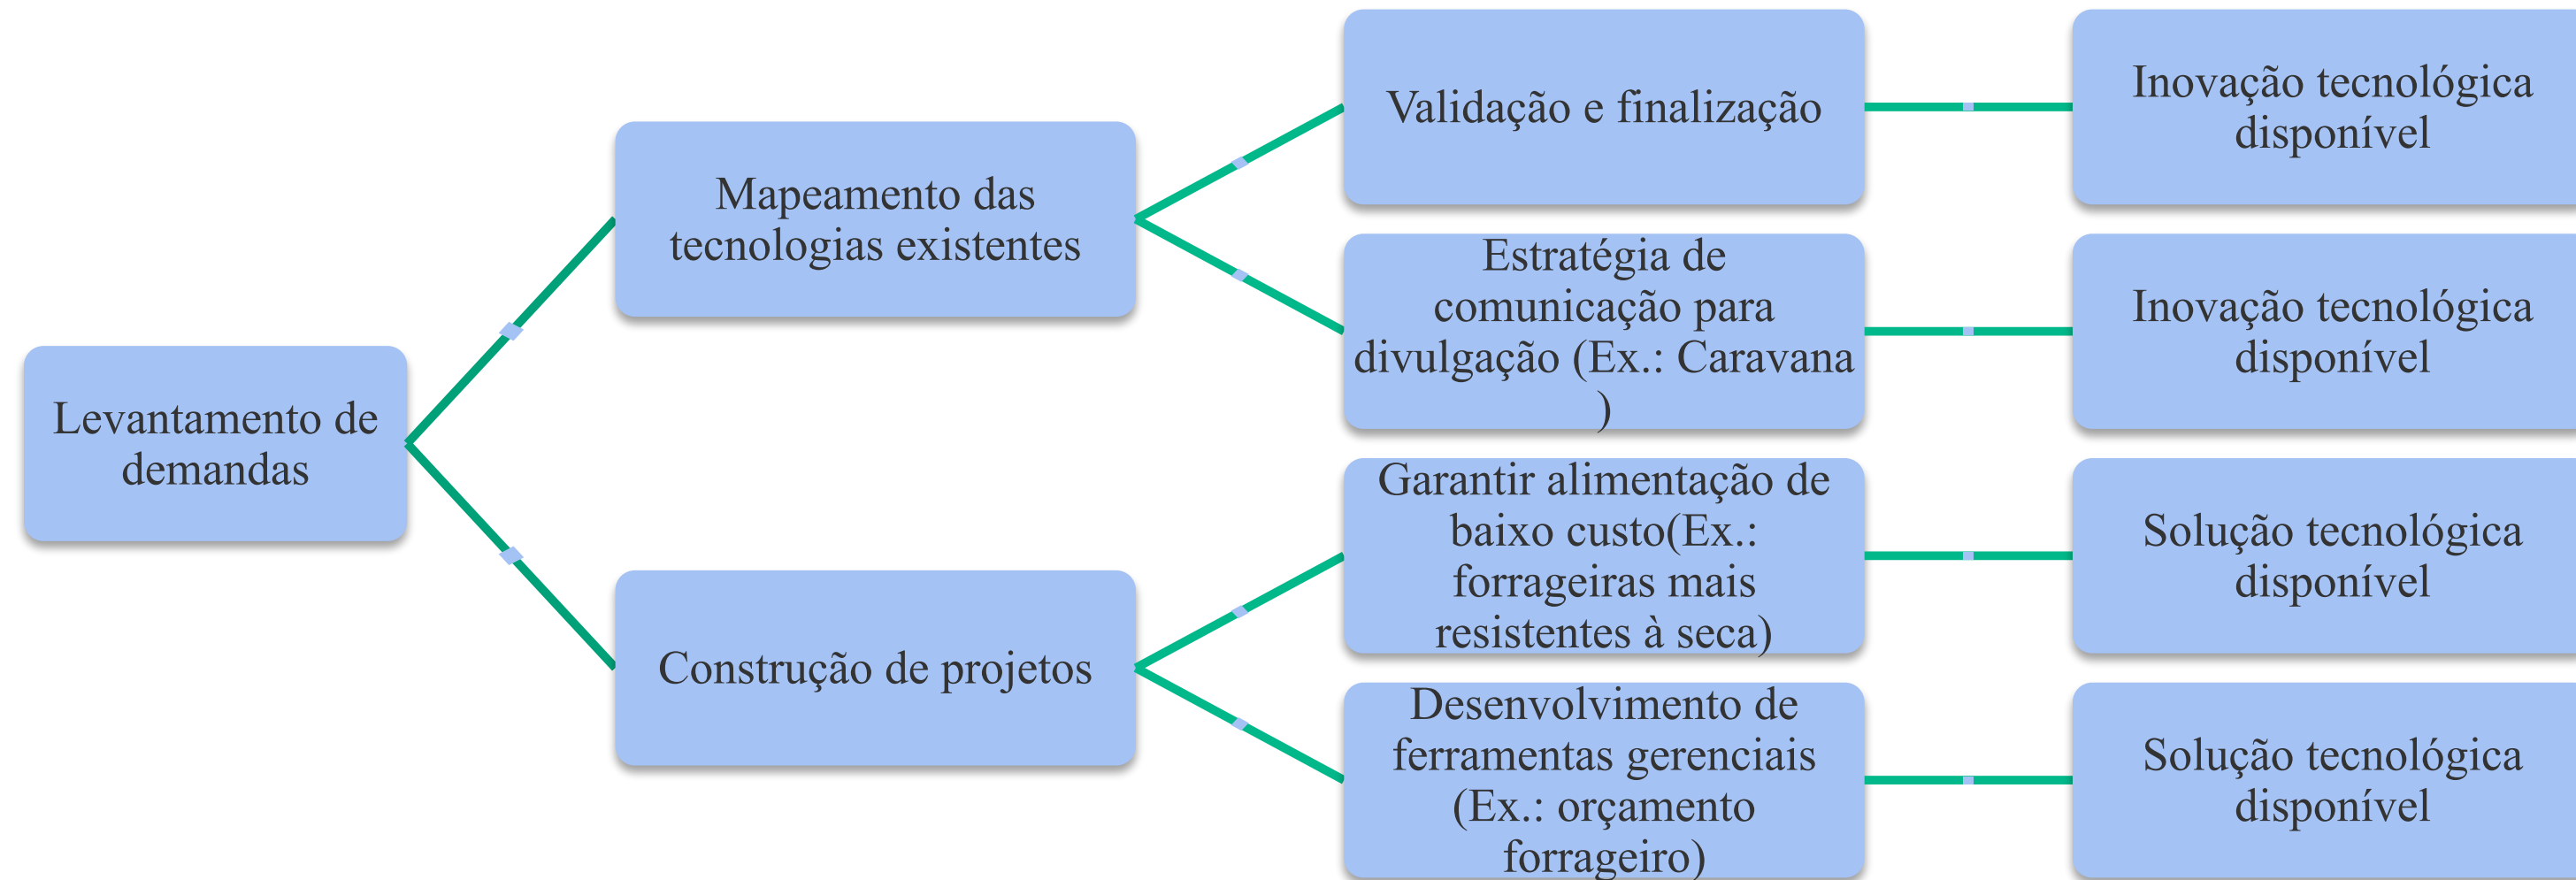 Levantamento de
demandas
Mapeamento das
tecnologias existentes
Validação e finalização
Inovação tecnológica
disponível
Estratégia de
comunicação para
divulgação (Ex.: Caravana
)
Inovação tecnológica
disponível
Construção de projetos
Garantir alimentação de
baixo custo(Ex.:
forrageiras mais
resistentes à seca)
Solução tecnológica
disponível
Desenvolvimento de
ferramentas gerenciais
(Ex.: orçamento
forrageiro)
Solução tecnológica
disponível